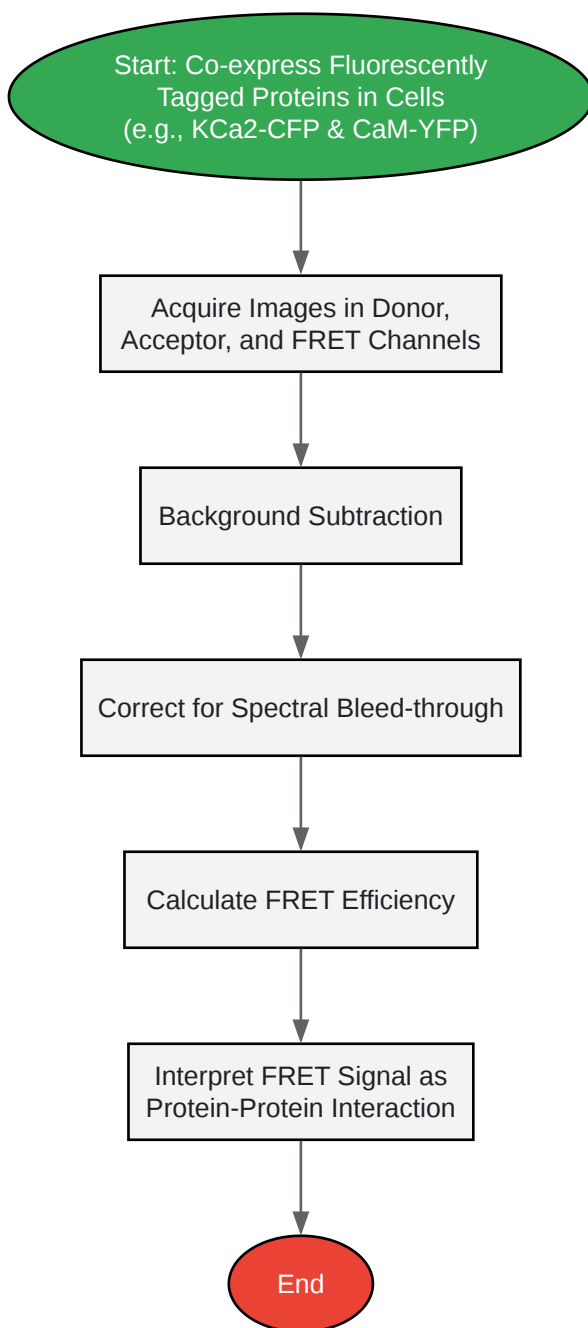 Start: Co-express Fluorescently
Tagged Proteins in Cells
(e.g., KCa2-CFP & CaM-YFP)
Acquire Images in Donor,
Acceptor, and FRET Channels
Background Subtraction
Correct for Spectral Bleed-through
Calculate FRET Efficiency
Interpret FRET Signal as
Protein-Protein Interaction
End